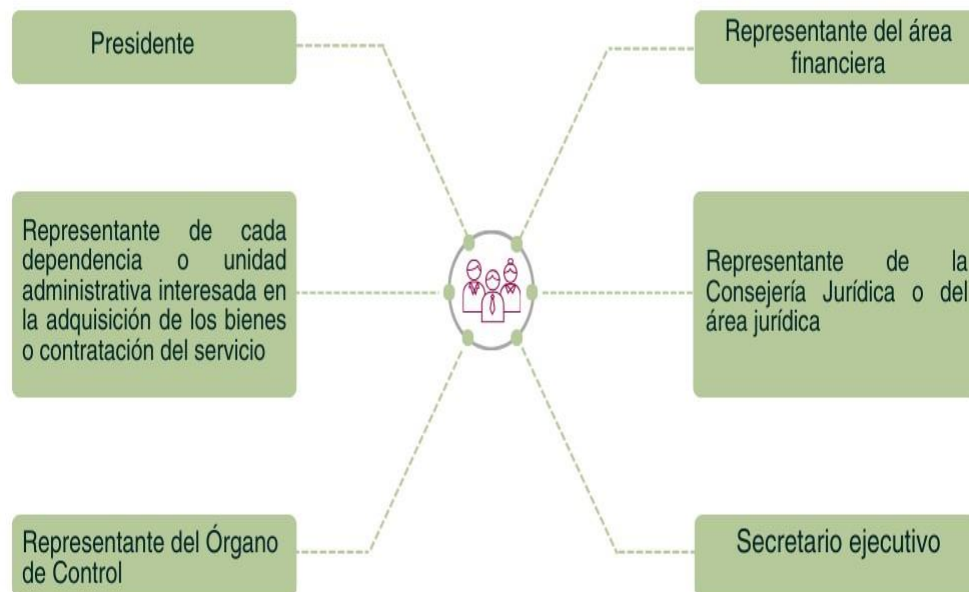 Presidente
Representante del área
financiera
Representante de cada
dependencia o unidad
administrativa interesada en
la adquisición de los bienes
o contratación del servicio
Representante de la
Consejería Jurídica o del
área jurídica
Representante del Órgano
de Control
Secretario ejecutivo